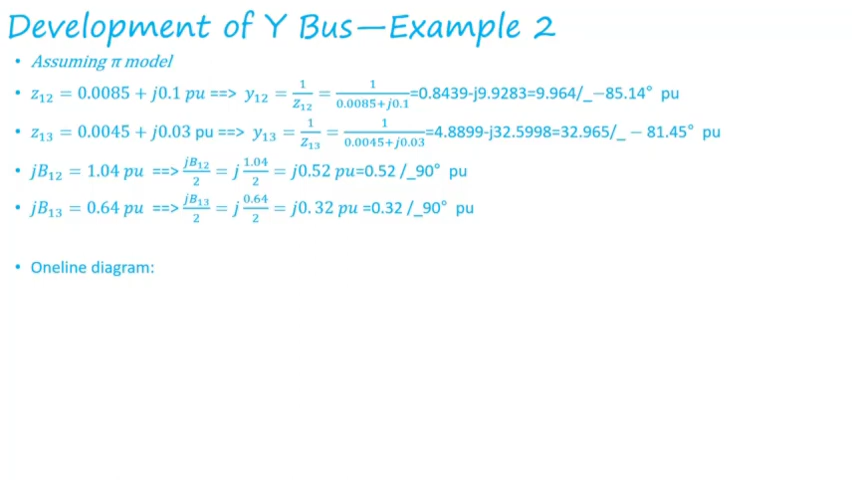 Development of Y Bus—Example 2
• Assuming π model
• z₁₂ = 0.0085 + j0.1 pu ==> y₁₂ = 1/z₁₂ = 1/(0.0085+j0.1) =0.8439-j9.9283=9.964/_−85.14° pu
• z₁₃ = 0.0045 + j0.03 pu ==> y₁₃ = 1/z₁₃ = 1/(0.0045+j0.03) =4.8899-j32.5998=32.965/_ − 81.45° pu
• jB₁₂ = 1.04 pu ==> jB₁₂/2 = j 1.04/2 = j0.52 pu=0.52 /_90° pu
• jB₁₃ = 0.64 pu ==> jB₁₃/2 = j 0.64/2 = j0.32 pu =0.32 /_90° pu
• Oneline diagram: